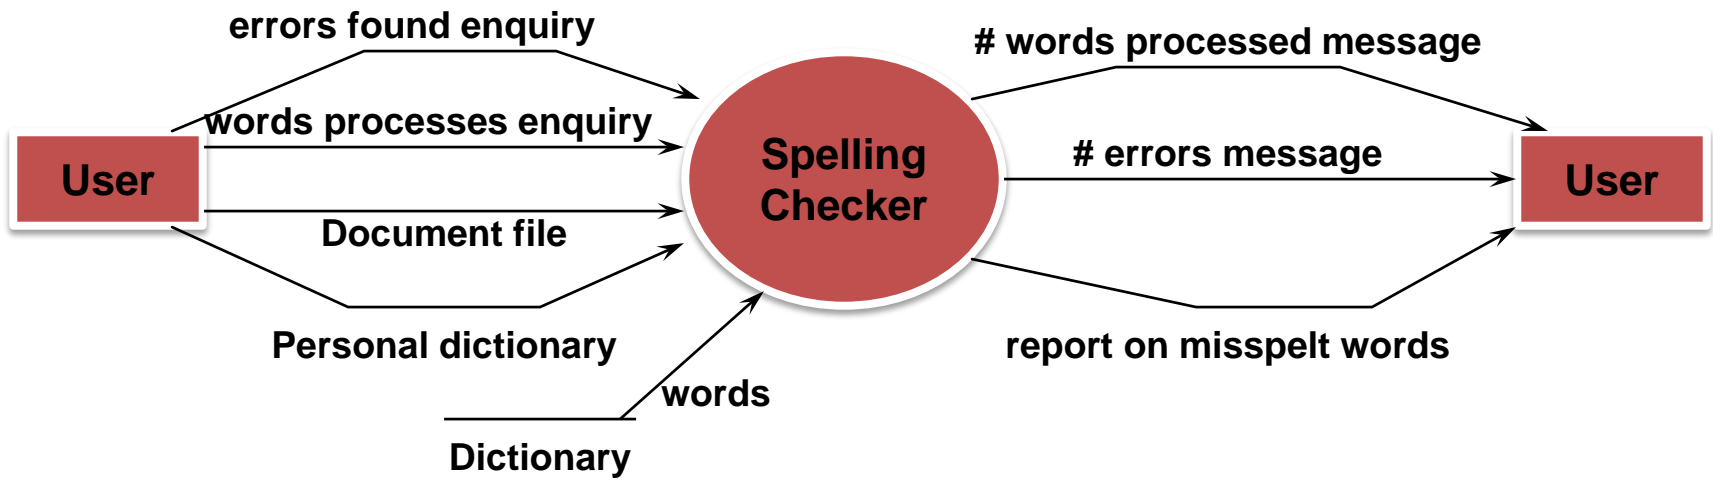 errors found enquiry
# words processed message
words processes enquiry
User
Spelling
Checker
# errors message
User
Document file
Personal dictionary
report on misspelt words
words
Dictionary